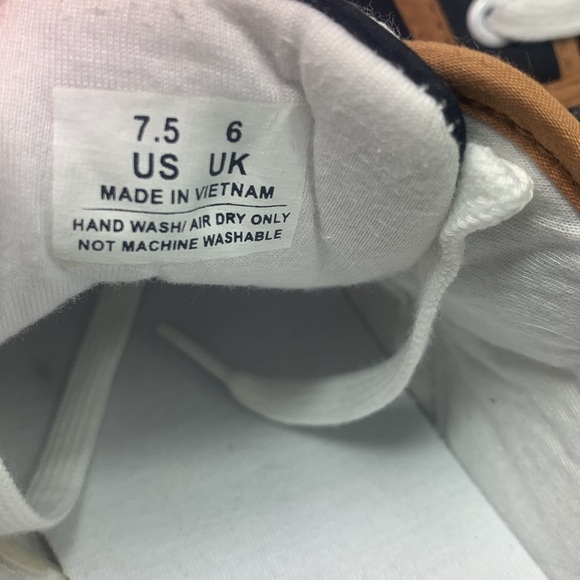 7.5 6
US UK
MADE IN VIETNAM
HAND WASH/ AIR DRY ONLY
NOT MACHINE WASHABLE